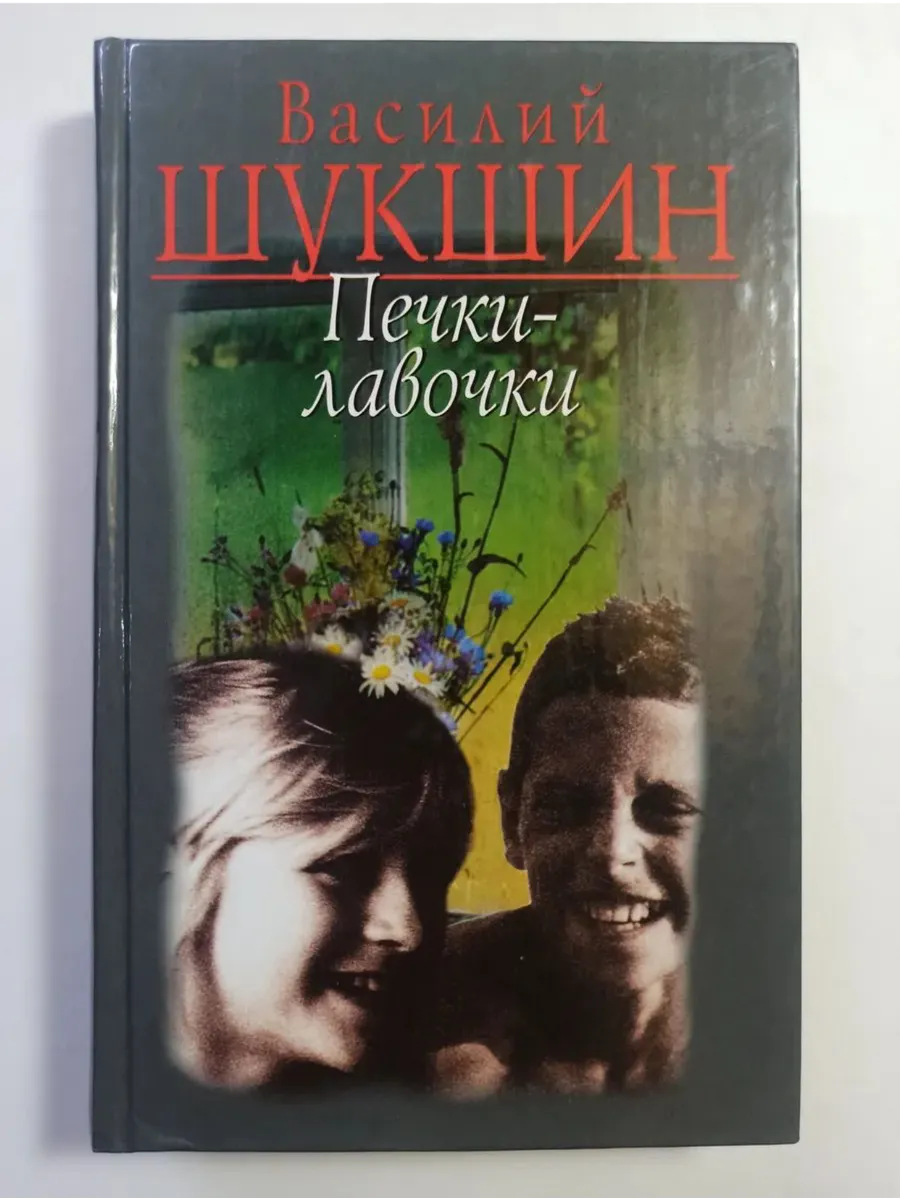 Василий
ШУКШИН
Печки-
лавочки